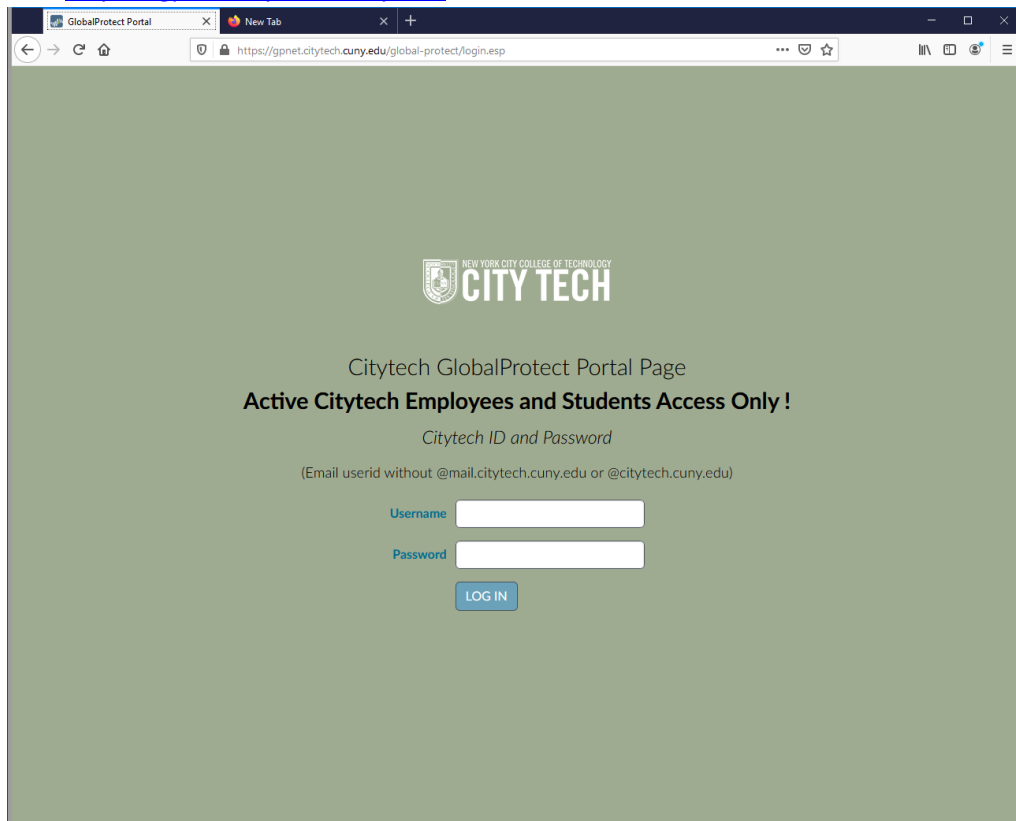 GlobalProtect Portal
New Tab
https://gpnet.citytech.cuny.edu/global-protect/login.esp
NEW YORK CITY COLLEGE OF TECHNOLOGY
CITY TECH
Citytech GlobalProtect Portal Page
Active Citytech Employees and Students Access Only !
Citytech ID and Password
(Email userid without @mail.citytech.cuny.edu or @citytech.cuny.edu)
Username
Password
LOG IN